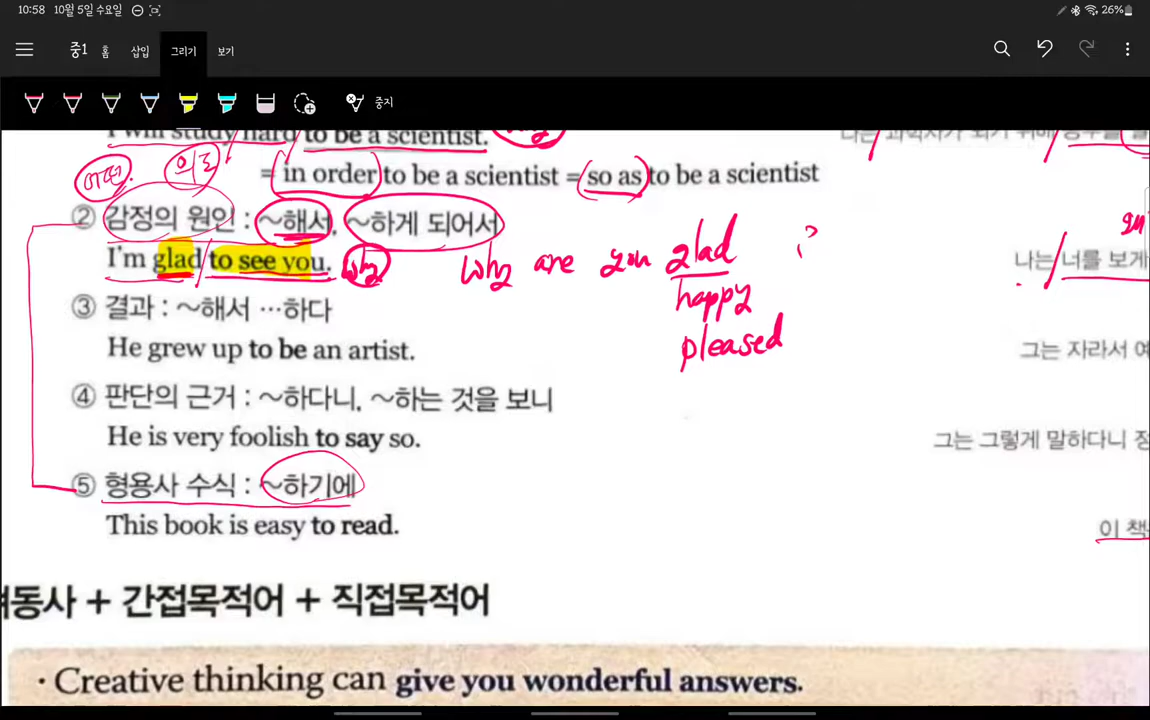 10:58 10월 5일 수요일 26%
중1 홈 삽입 그리기 보기
중지
I will study hard to be a scientist.
어떤 의도
= in order to be a scientist = so as to be a scientist
② 감정의 원인 : ~해서, ~하게 되어서
I'm glad to see you. why why are you glad ?
나는 너를 보게
happy
③ 결과 : ~해서 …하다
pleased
He grew up to be an artist.
그는 자라서 예
④ 판단의 근거 : ~하다니, ~하는 것을 보니
He is very foolish to say so.
그는 그렇게 말하다니 정
⑤ 형용사 수식 : ~하기에
This book is easy to read.
이 책
여동사 + 간접목적어 + 직접목적어
· Creative thinking can give you wonderful answers.